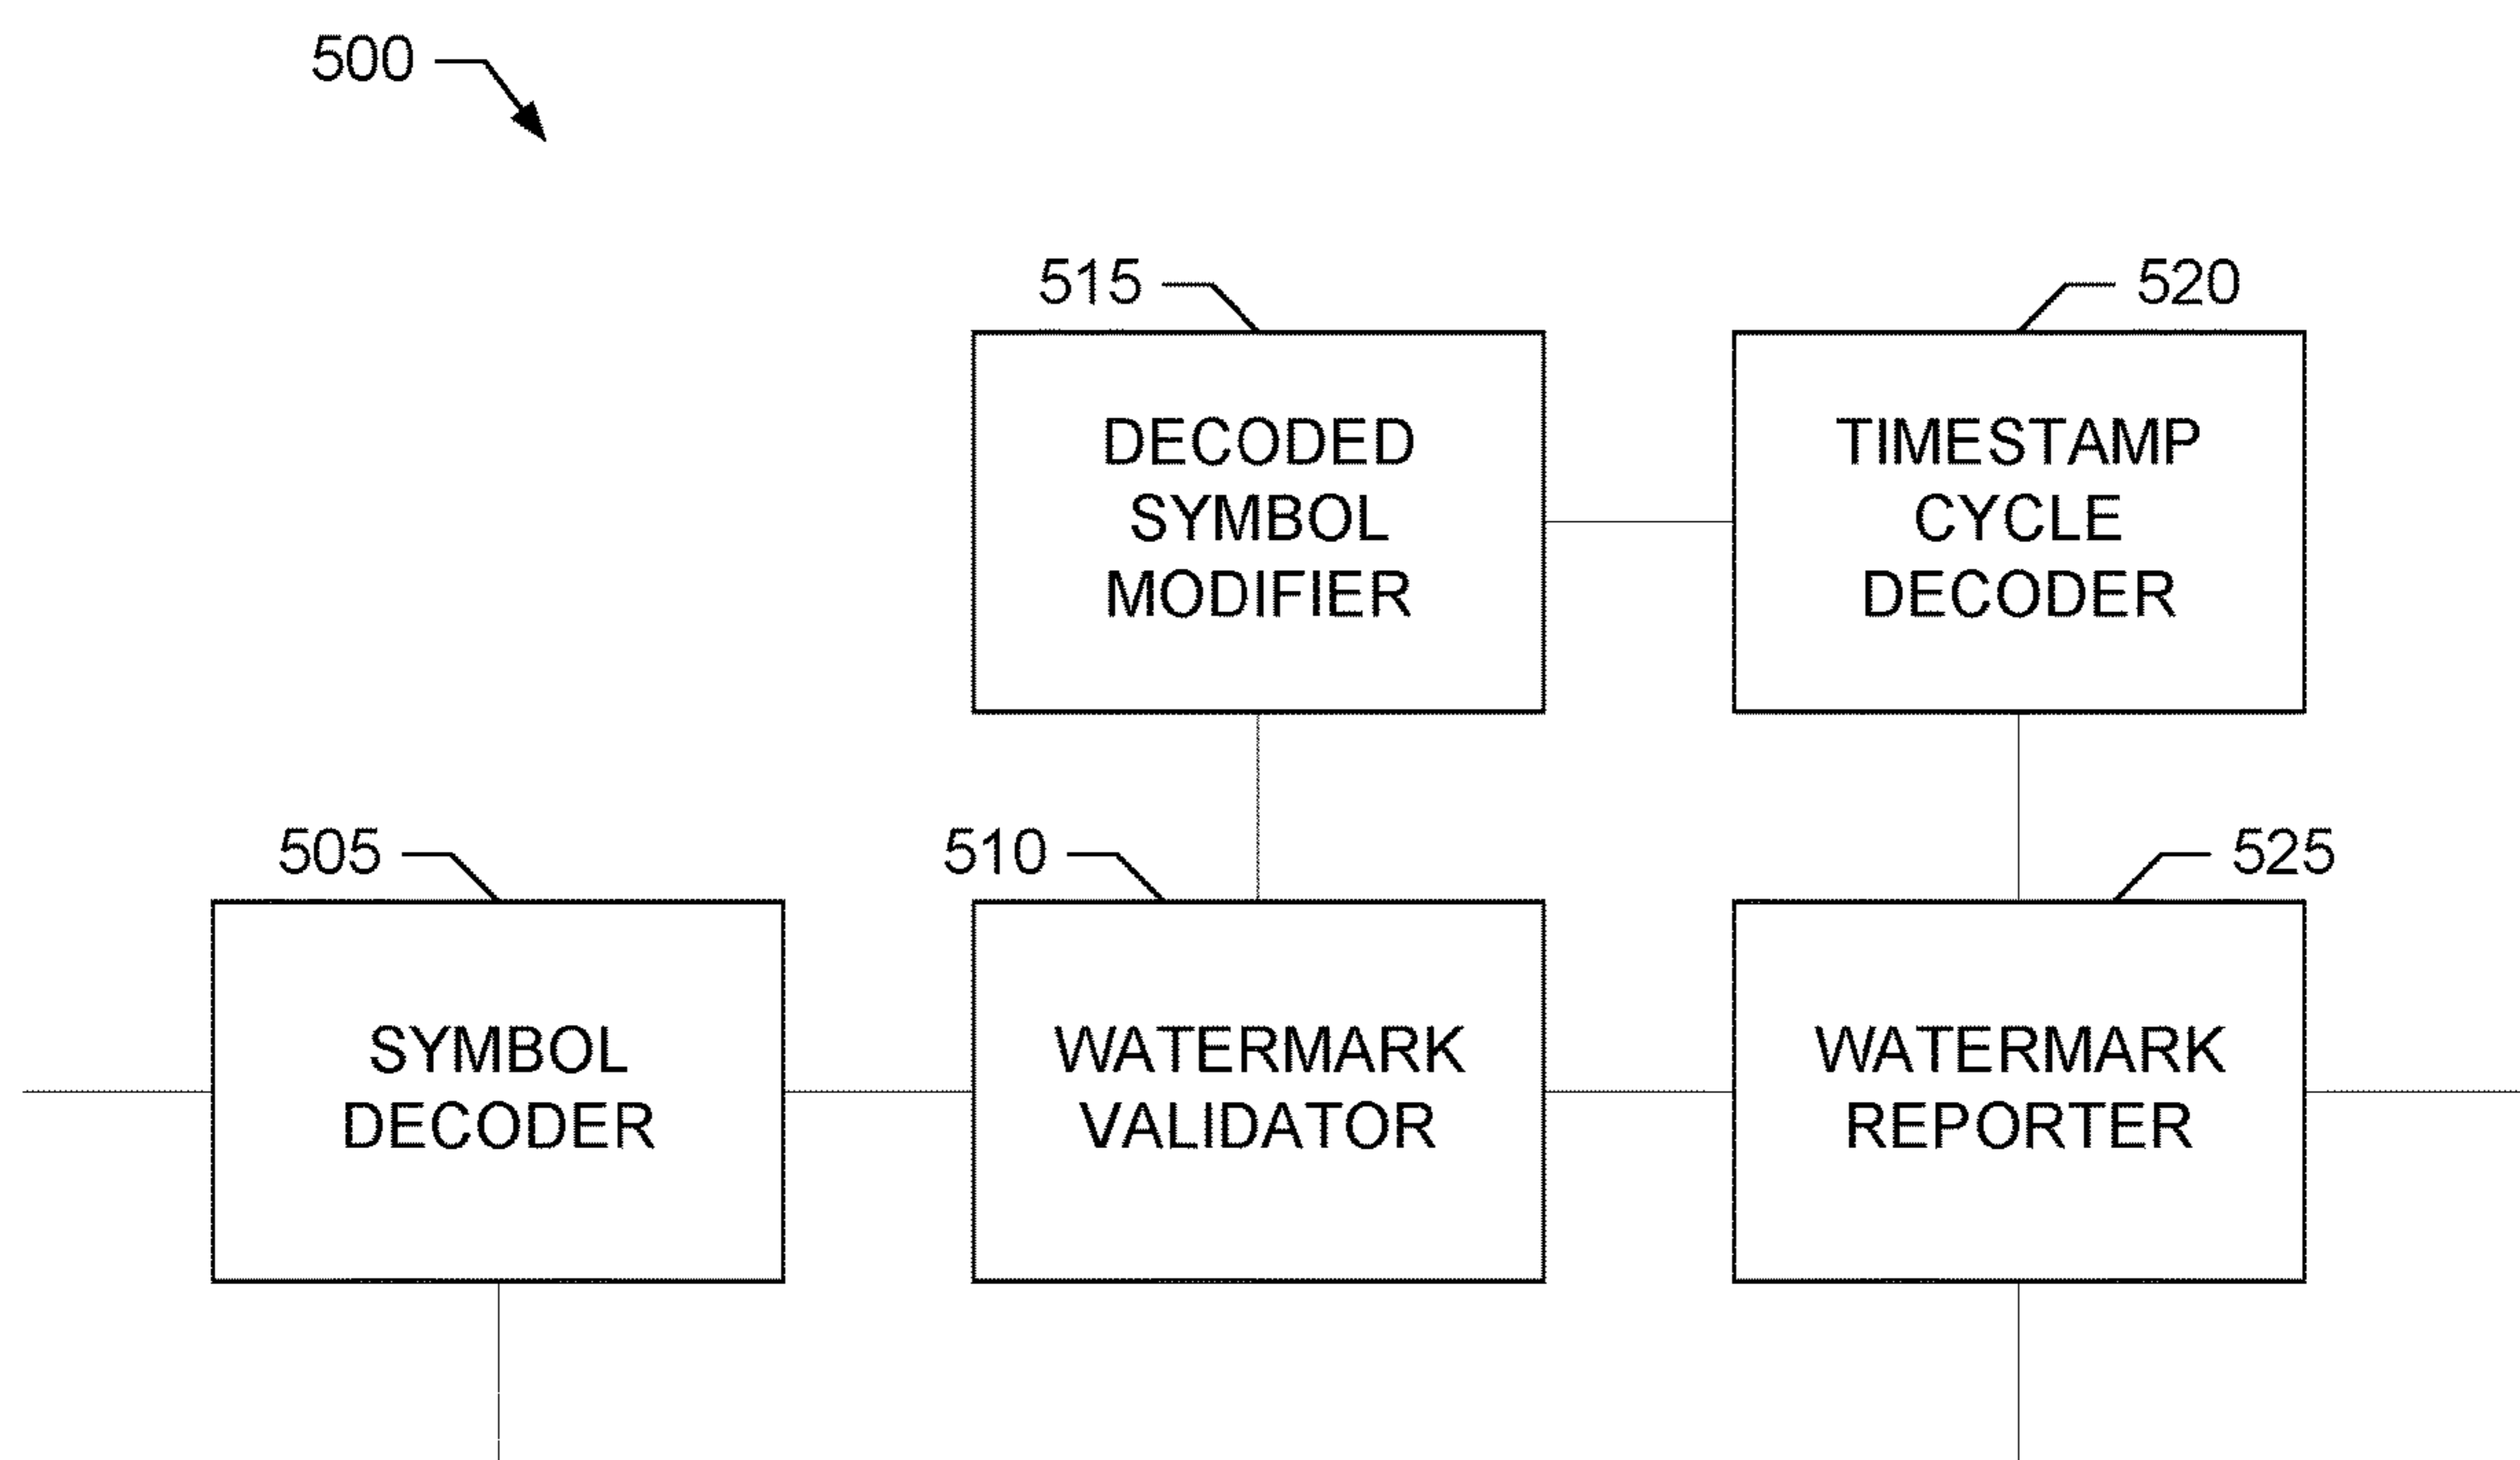 500
515
520
DECODED
SYMBOL
MODIFIER
TIMESTAMP
CYCLE
DECODER
505
510
525
SYMBOL
DECODER
WATERMARK
VALIDATOR
WATERMARK
REPORTER